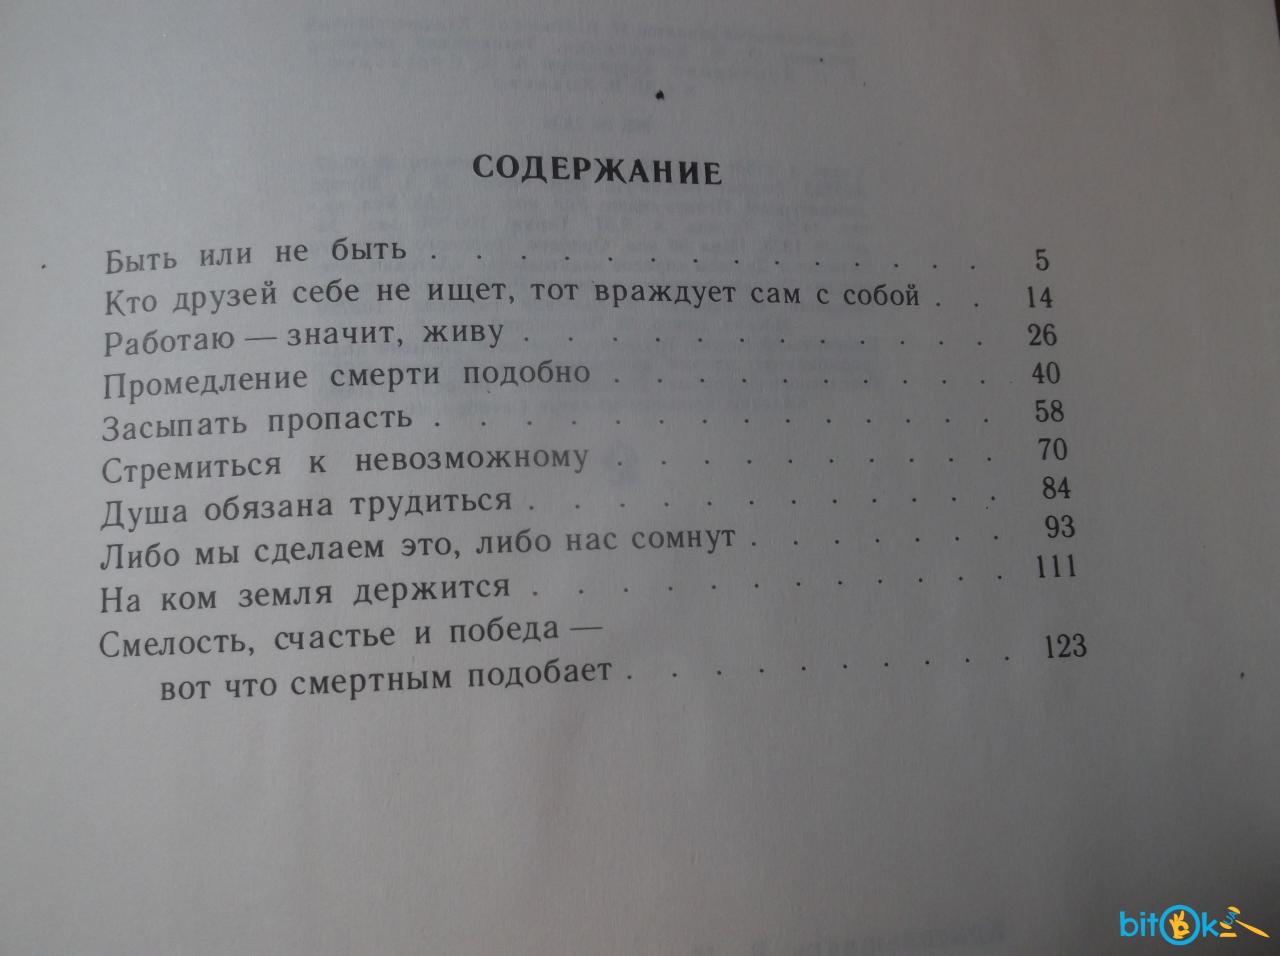 СОДЕРЖАНИЕ
Быть или не быть . . . . . . . . . . . . . . 5
Кто друзей себе не ищет, тот враждует сам с собой . . 14
Работаю — значит, живу . . . . . . . . . . . . 26
Промедление смерти подобно . . . . . . . . . . 40
Засыпать пропасть . . . . . . . . . . . . . . 58
Стремиться к невозможному . . . . . . . . . . 70
Душа обязана трудиться . . . . . . . . . . . . 84
Либо мы сделаем это, либо нас сомнут . . . . . . . 93
На ком земля держится . . . . . . . . . . . . 111
Смелость, счастье и победа —
вот что смертным подобает . . . . . . . . . . 123
bitok UA